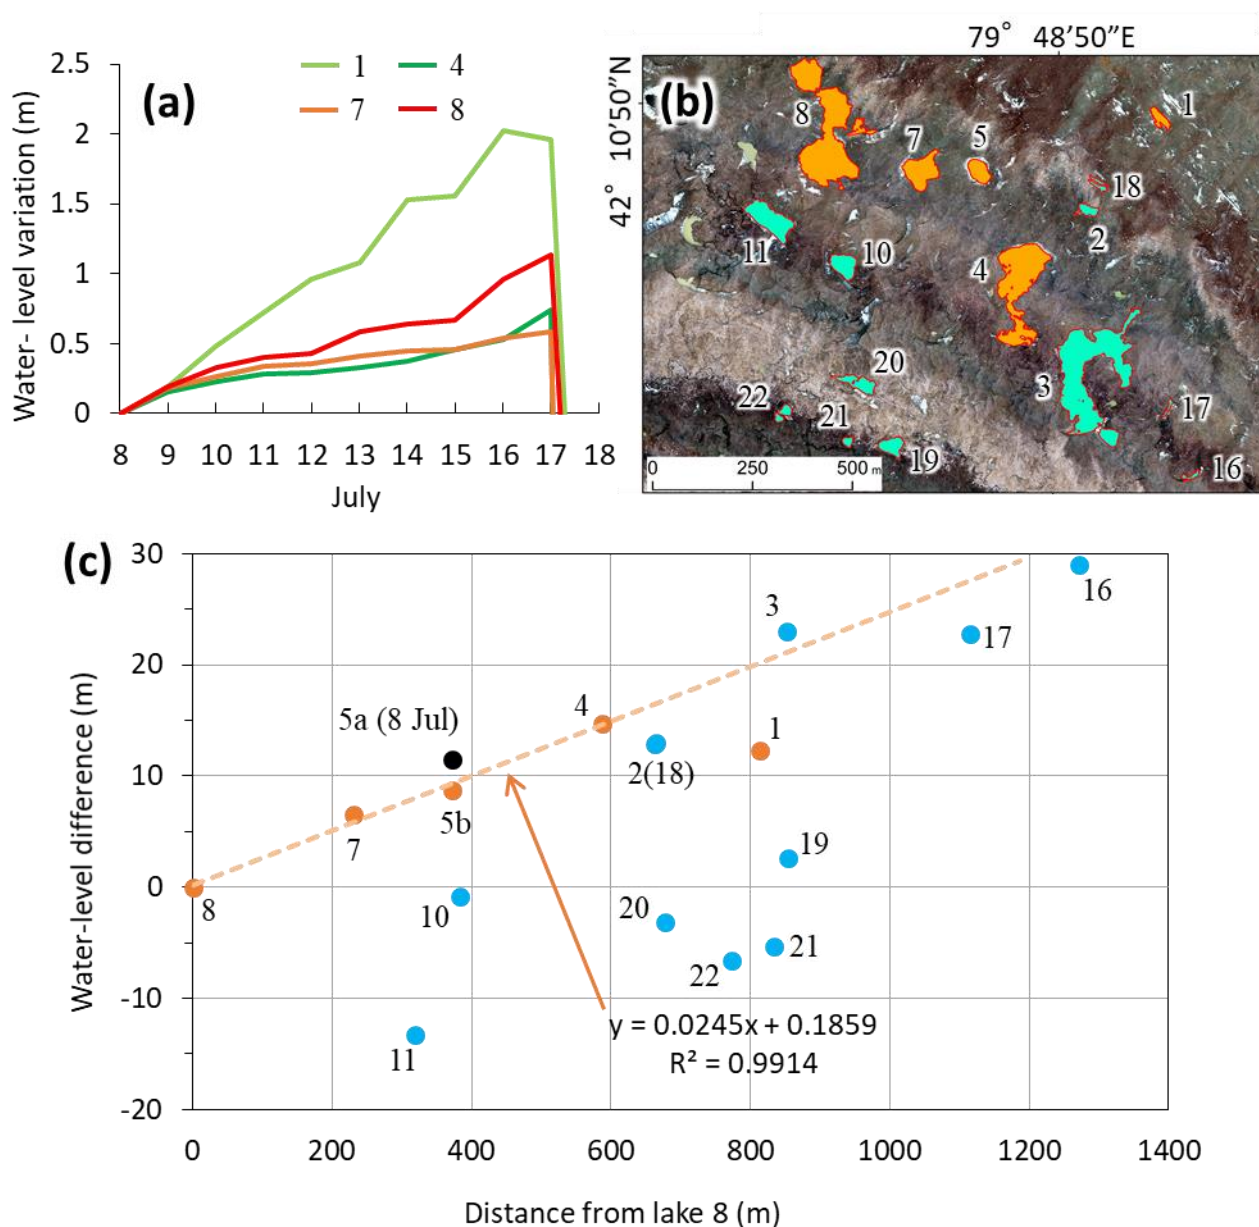 (a)
1
4
7
8
Water- level variation (m)
2.5
2
1.5
1
0.5
0
8 9 10 11 12 13 14 15 16 17 18
July
79° 48'50"E
42° 10'50"N
(b)
8
7
5
1
18
2
11
10
4
3
20
22
21
19
17
16
0 250 500 m
(c)
Water-level difference (m)
30
20
10
0
-10
-20
3
16
17
4
5a (8 Jul)
2(18)
1
7
5b
8
10
19
20
21
22
11
y = 0.0245x + 0.1859
R² = 0.9914
0 200 400 600 800 1000 1200 1400
Distance from lake 8 (m)